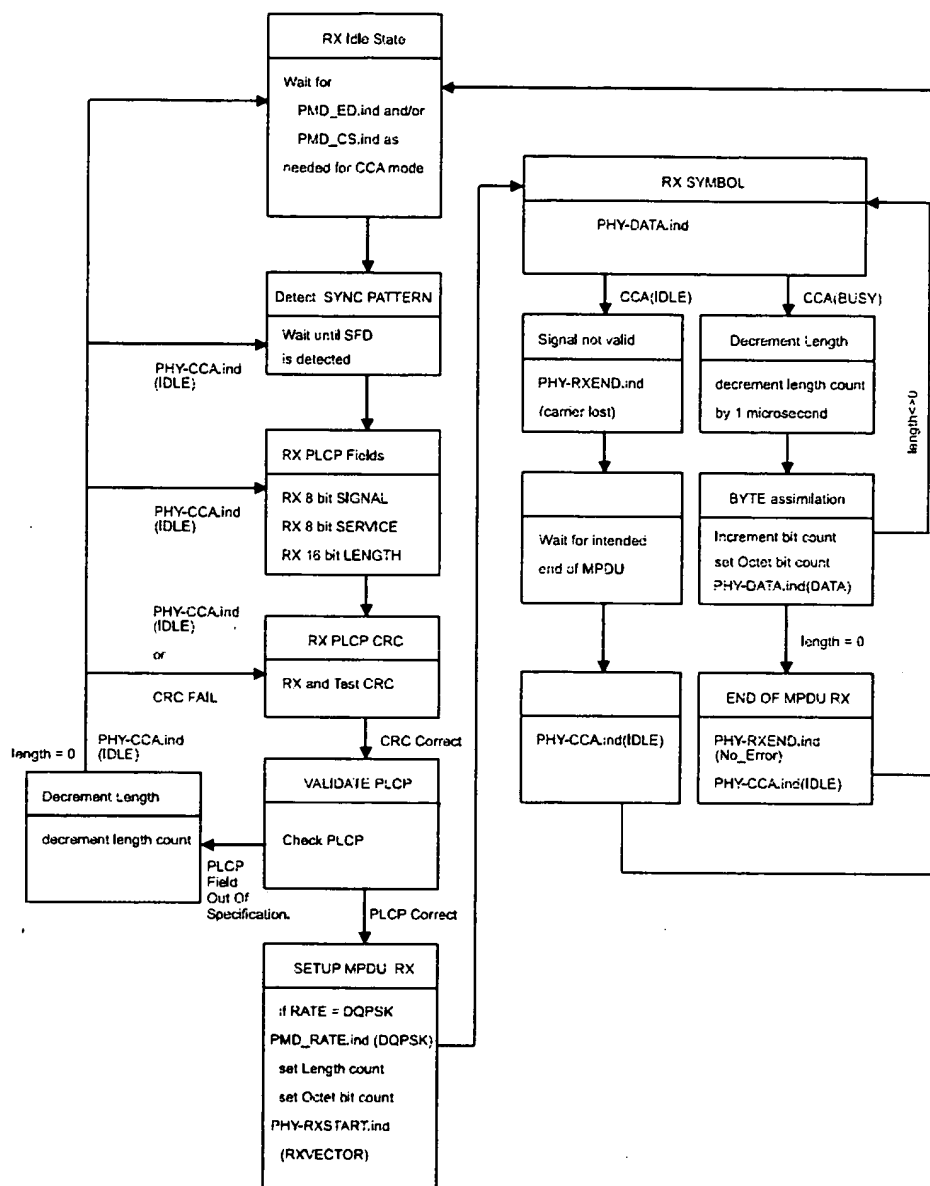 RX Idle State
Wait for
PMD_ED.ind and/or
PMD_CS.ind as
needed for CCA mode
Detect SYNC PATTERN
Wait until SFD
is detected
PHY-CCA.ind
(IDLE)
RX PLCP Fields
RX 8 bit SIGNAL
RX 8 bit SERVICE
RX 16 bit LENGTH
PHY-CCA.ind
(IDLE)
PHY-CCA.ind
(IDLE)
or
CRC FAIL
RX PLCP CRC
RX and Test CRC
CRC Correct
length = 0
PHY-CCA.ind
(IDLE)
Decrement Length
decrement length count
VALIDATE PLCP
Check PLCP
PLCP
Field
Out Of
Specification.
PLCP Correct
SETUP MPDU RX
if RATE = DQPSK
PMD_RATE.ind (DQPSK)
set Length count
set Octet bit count
PHY-RXSTART.ind
(RXVECTOR)
RX SYMBOL
PHY-DATA.ind
CCA(IDLE)
CCA(BUSY)
Signal not valid
PHY-RXEND.ind
(carrier lost)
Wait for intended
end of MPDU
PHY-CCA.ind(IDLE)
Decrement Length
decrement length count
by 1 microsecond
length<>0
BYTE assimilation
Increment bit count
set Octet bit count
PHY-DATA.ind(DATA)
length = 0
END OF MPDU RX
PHY-RXEND.ind
(No_Error)
PHY-CCA.ind(IDLE)